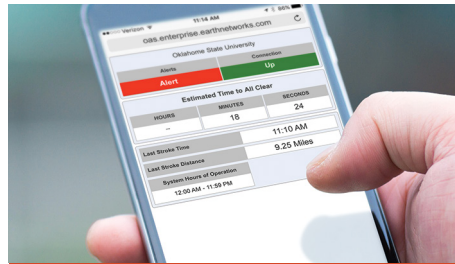 Verizon 11:14 AM 86%
oas.enterprise.earthnetworks.com
Oklahoma State University
Alerts Connection
Alert Up
Estimated Time to All Clear
HOURS MINUTES SECONDS
-- 18 24
Last Stroke Time 11:10 AM
Last Stroke Distance 9.25 Miles
System Hours of Operation
12:00 AM - 11:59 PM